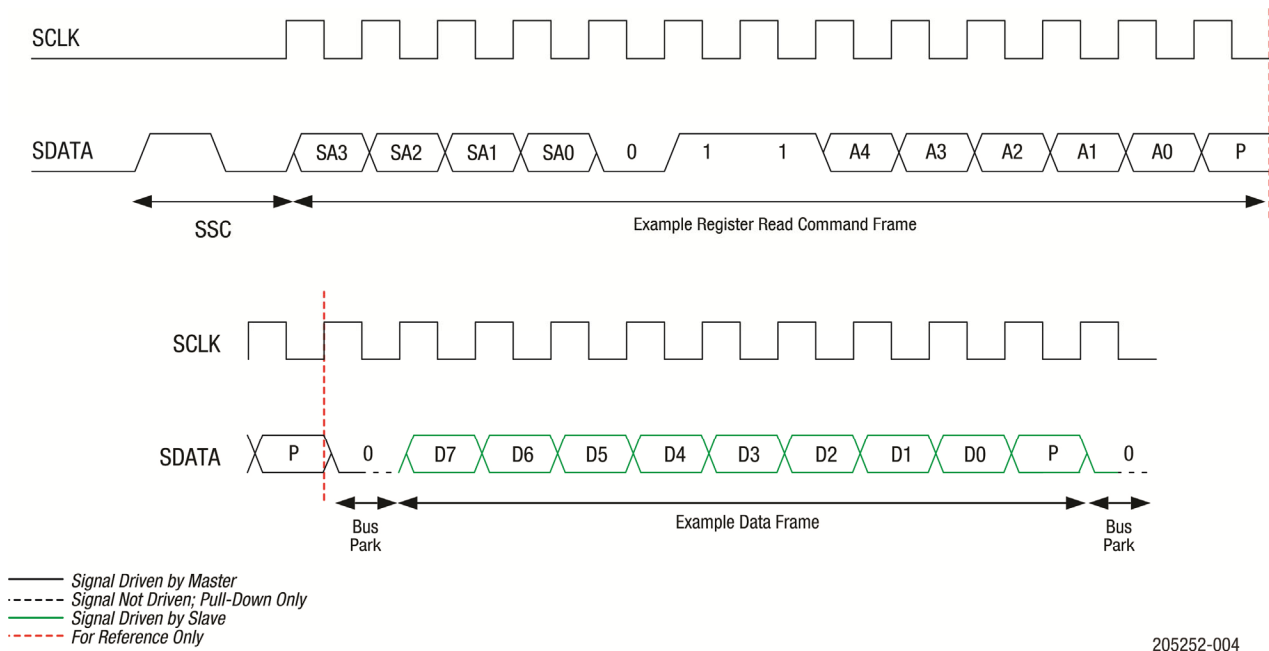 SCLK
SDATA SA3 SA2 SA1 SA0 0 1 1 A4 A3 A2 A1 A0 P
SSC
Example Register Read Command Frame
SCLK
SDATA P 0 D7 D6 D5 D4 D3 D2 D1 D0 P 0
Bus
Park
Example Data Frame
Bus
Park
Signal Driven by Master
Signal Not Driven; Pull-Down Only
Signal Driven by Slave
For Reference Only
205252-004